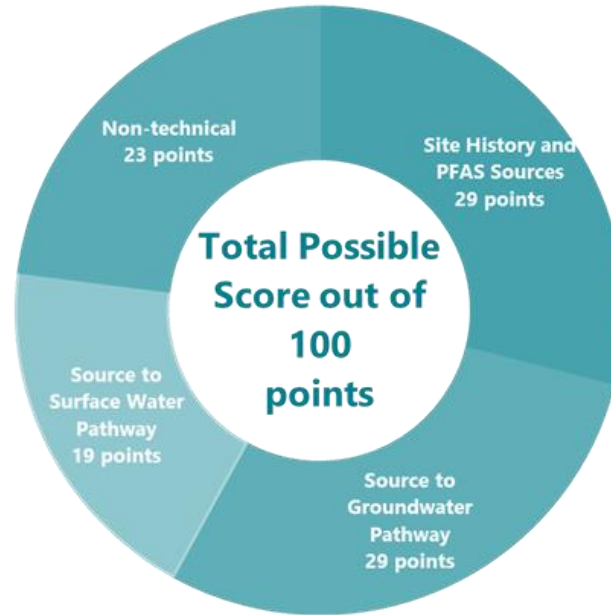 Non-technical
23 points
Site History and
PFAS Sources
29 points
Total Possible
Score out of
100
points
Source to
Surface Water
Pathway
19 points
Source to
Groundwater
Pathway
29 points